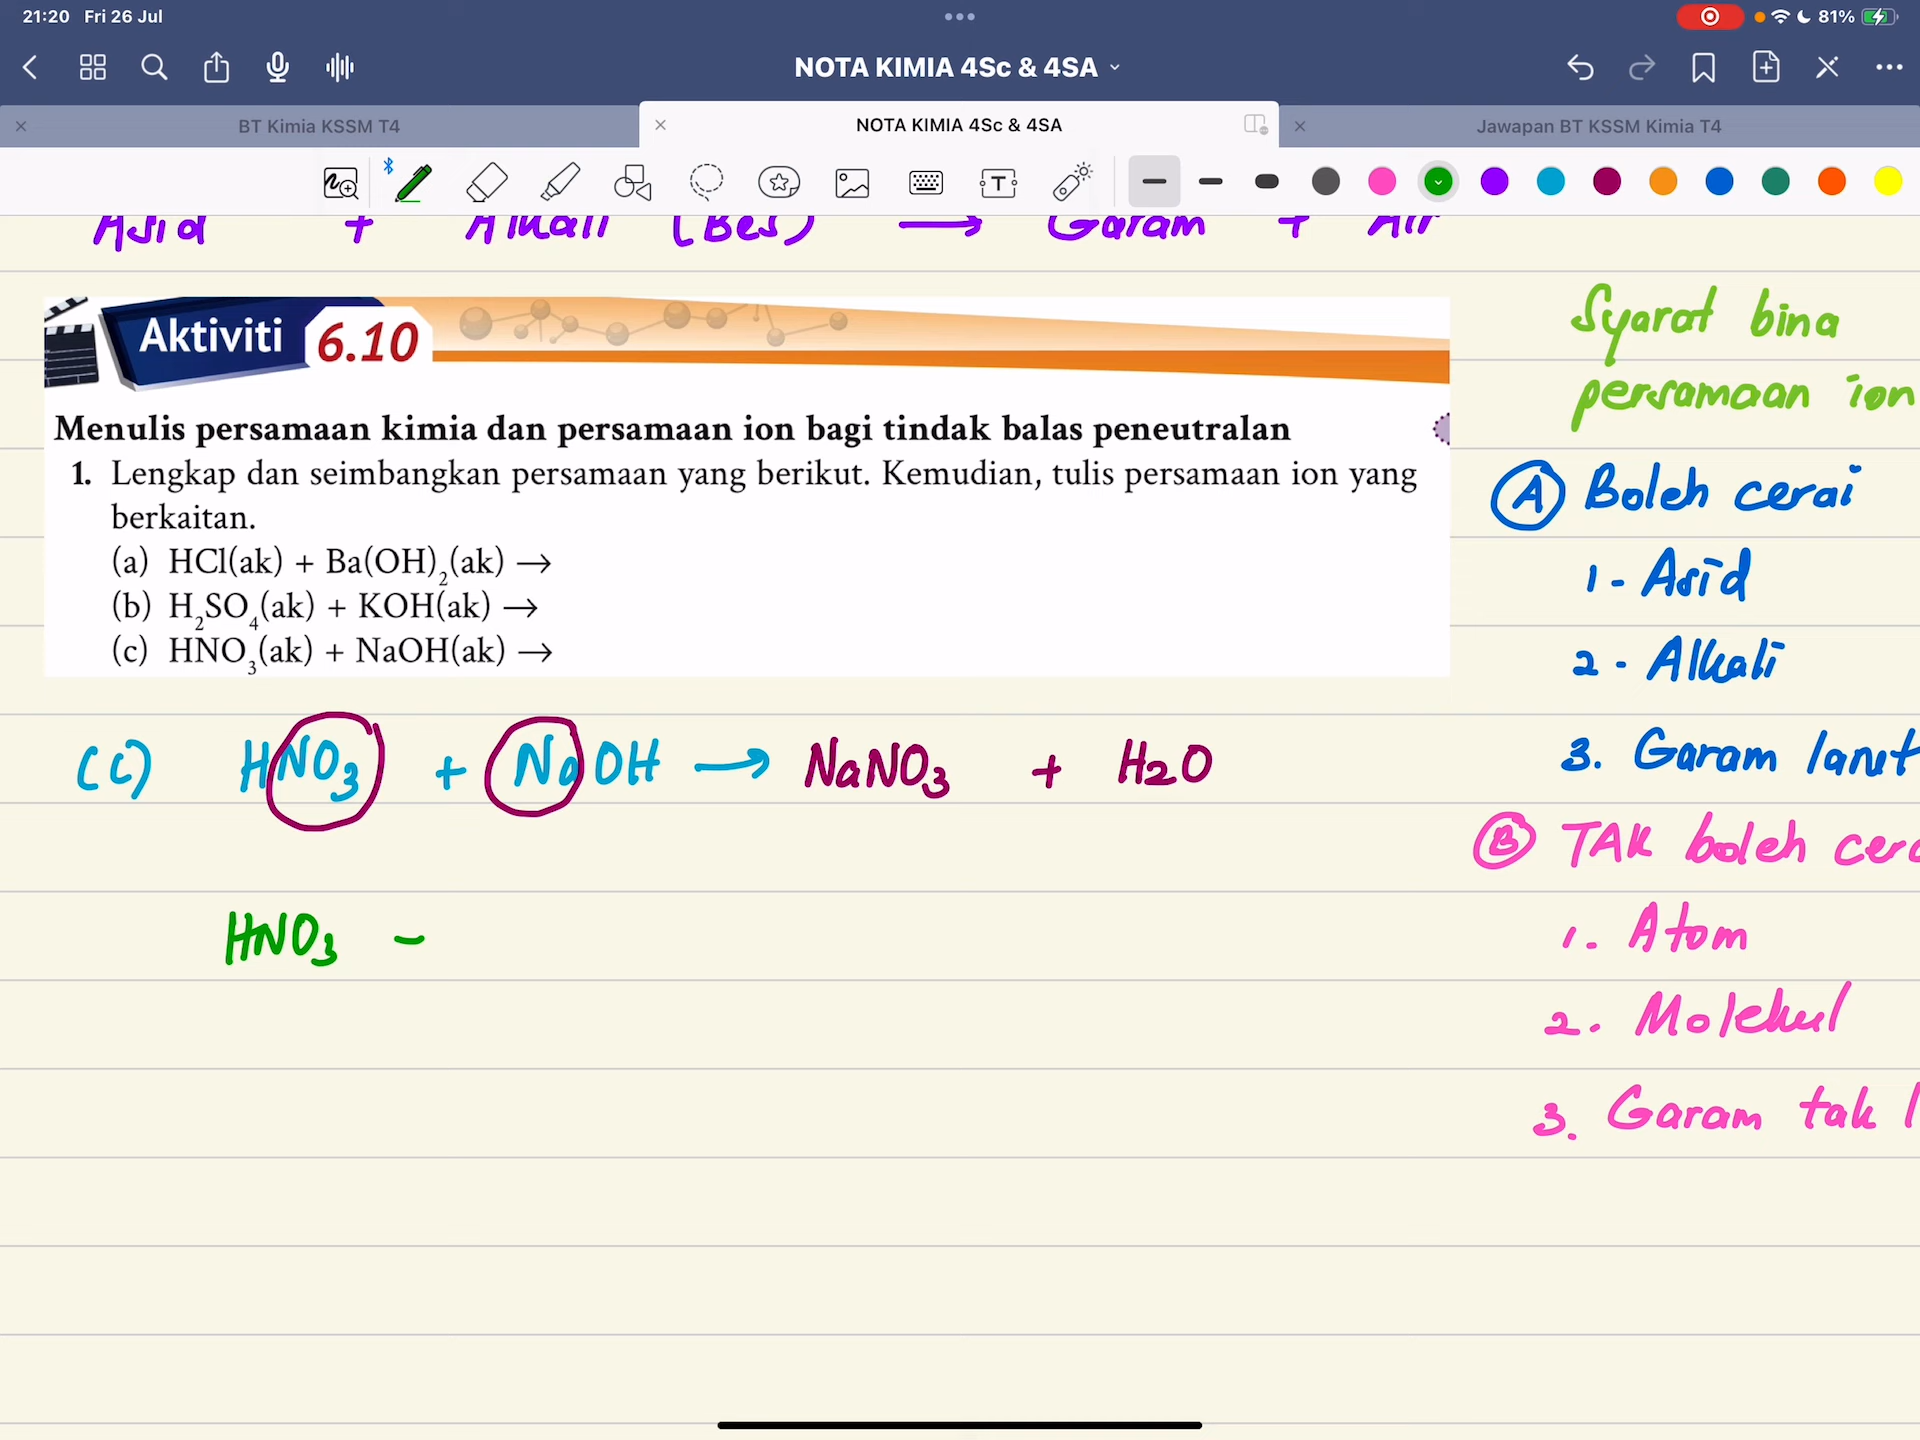 21:20 Fri 26 Jul 81%
NOTA KIMIA 4Sc & 4SA
BT Kimia KSSM T4
NOTA KIMIA 4Sc & 4SA
Jawapan BT KSSM Kimia T4
Asid + Alkali (Bes) → Garam + Air
Aktiviti 6.10
Menulis persamaan kimia dan persamaan ion bagi tindak balas peneutralan
1. Lengkap dan seimbangkan persamaan yang berikut. Kemudian, tulis persamaan ion yang
berkaitan.
(a) HCl(ak) + Ba(OH)₂(ak) →
(b) H₂SO₄(ak) + KOH(ak) →
(c) HNO₃(ak) + NaOH(ak) →
(c) HNO₃ + NaOH → NaNO₃ + H₂O
HNO₃ -
Syarat bina
persamaan ion
(A) Boleh cerai
1 - Asid
2 - Alkali
3. Garam larut
(B) TAK boleh cera
1. Atom
2. Molekul
3. Garam tak l